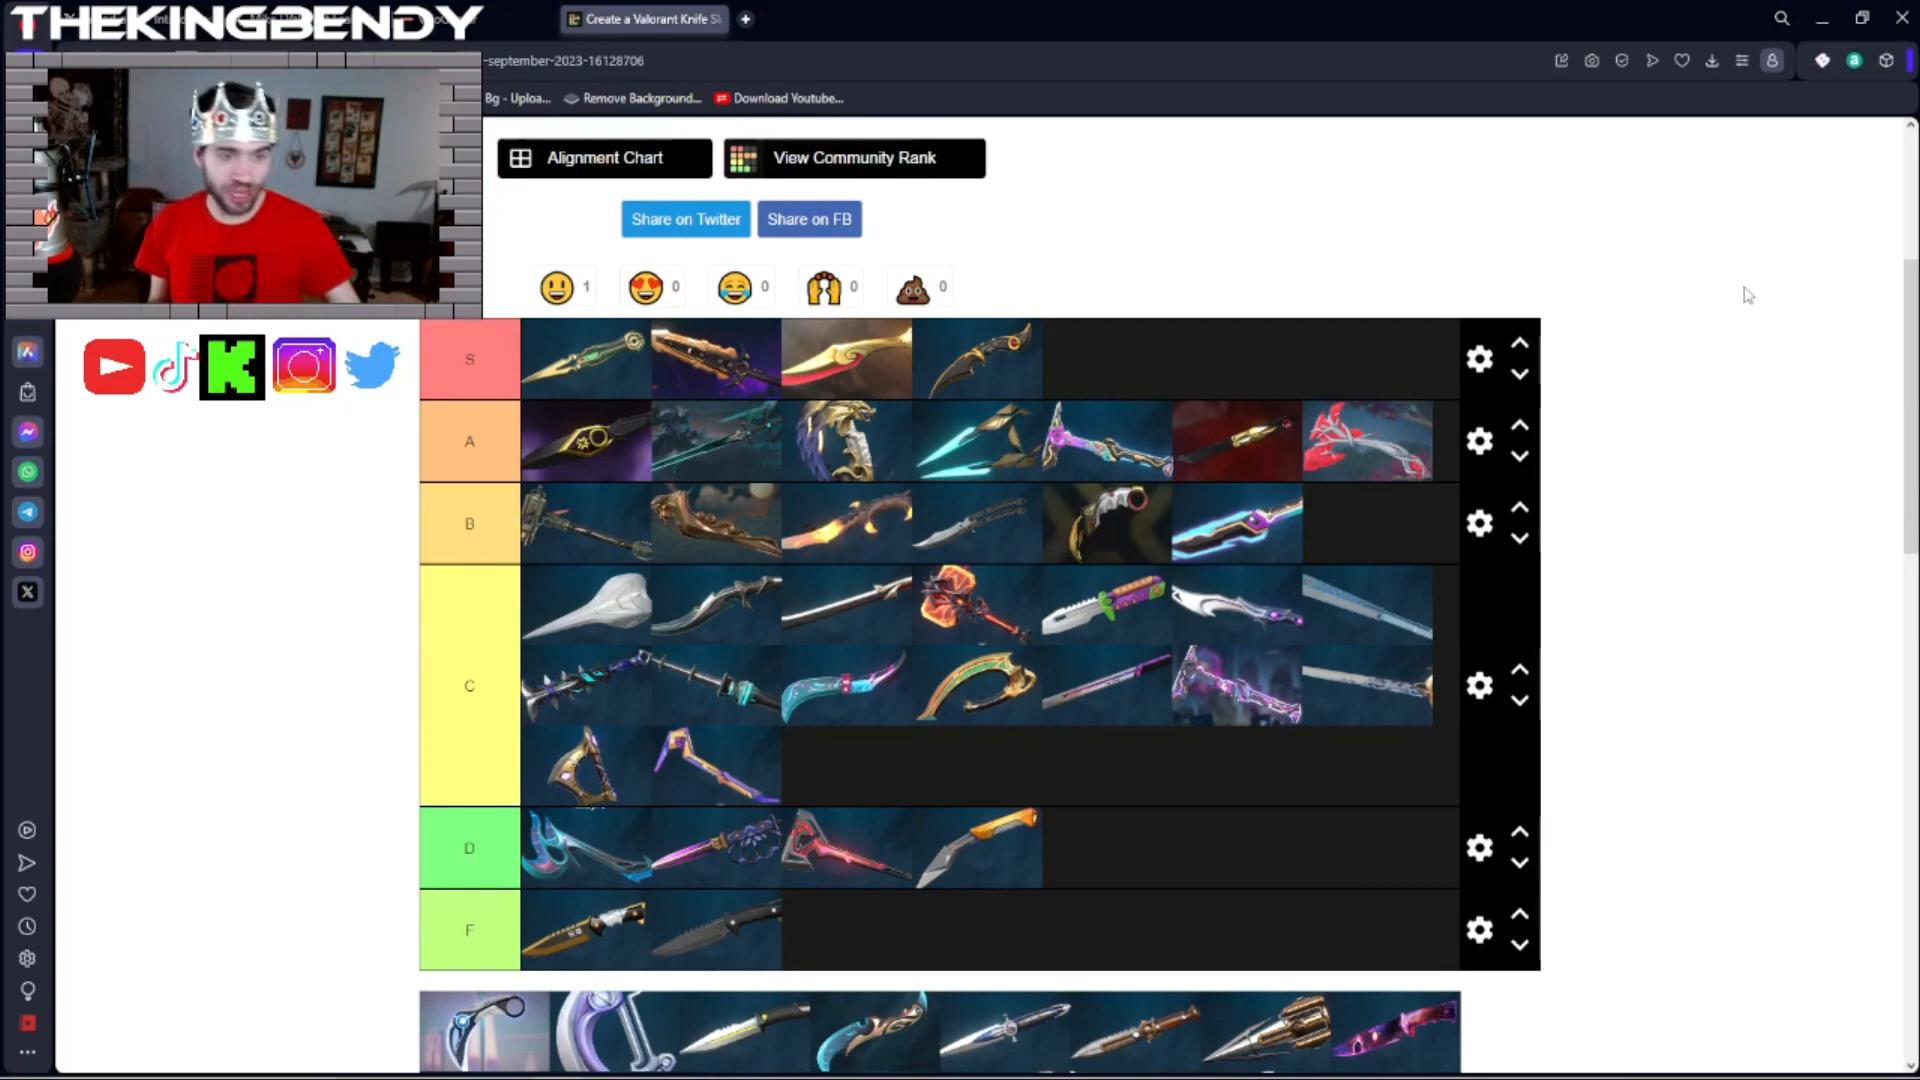 THEKINGBENDY
Create a Valorant Knife S
-september-2023-16128706
Bg - Uploa...
Remove Background...
Download Youtube...
Alignment Chart
View Community Rank
Share on Twitter
Share on FB
1
0
0
0
0
S
A
B
C
D
F